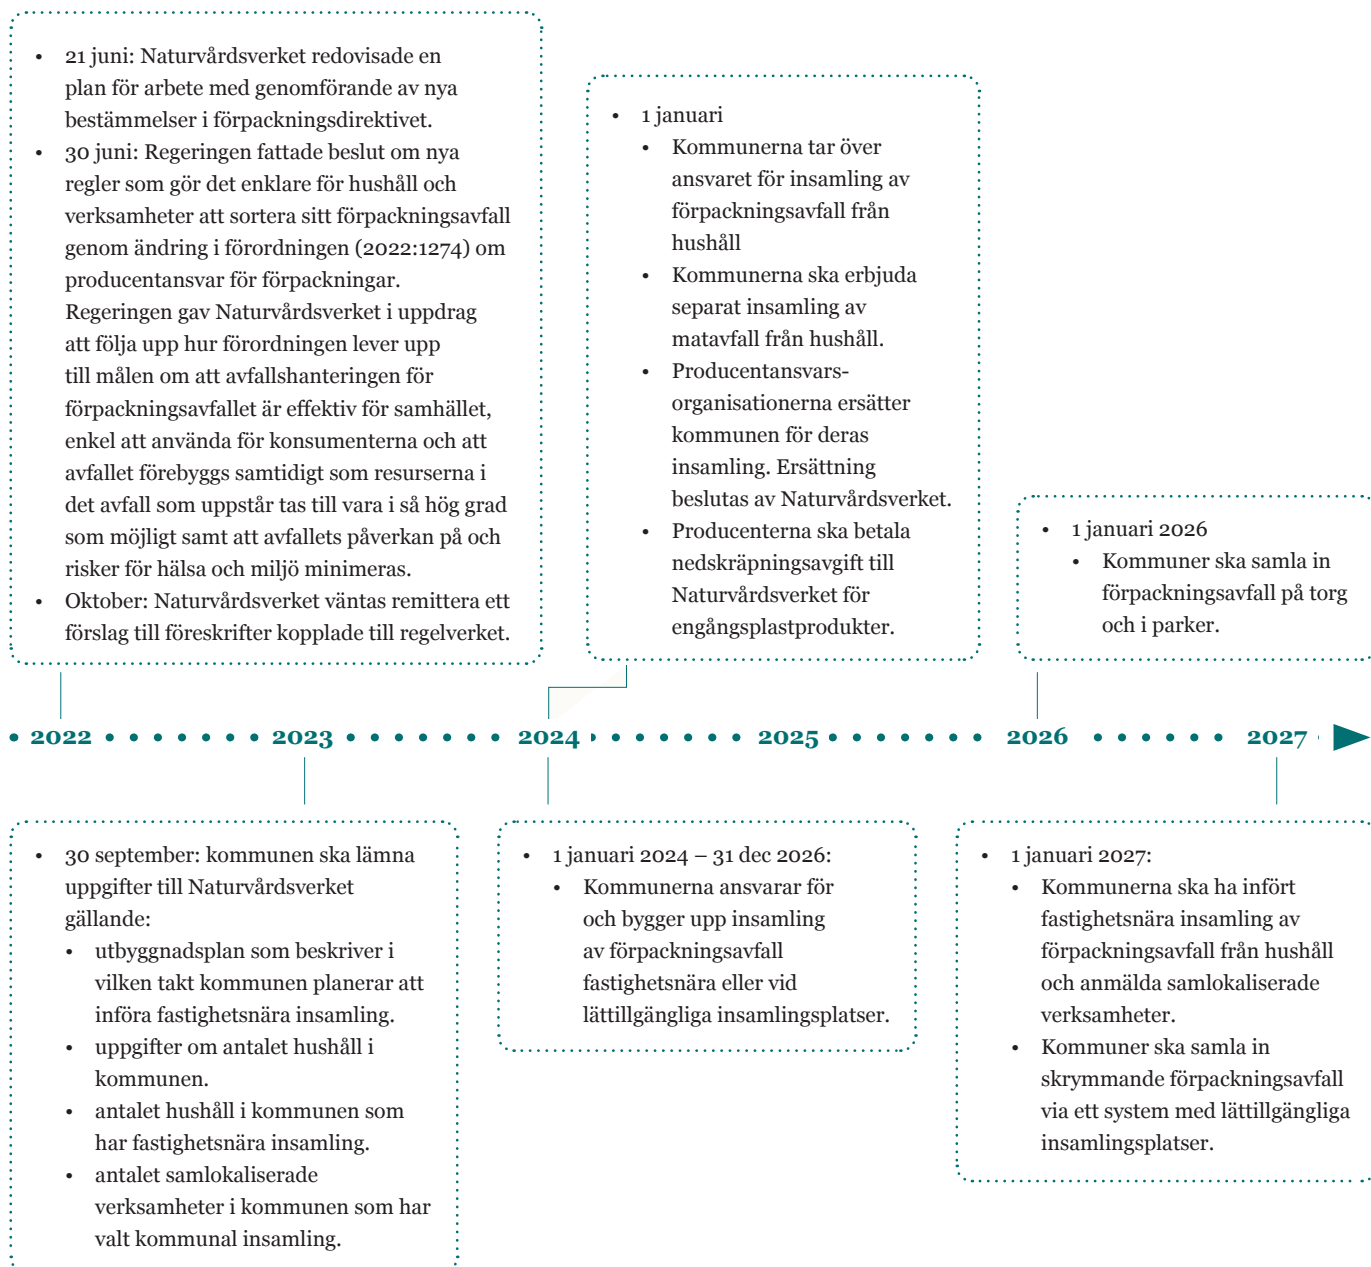 • 21 juni: Naturvårdsverket redovisade en
plan för arbete med genomförande av nya
bestämmelser i förpackningsdirektivet.
• 30 juni: Regeringen fattade beslut om nya
regler som gör det enklare för hushåll och
verksamheter att sortera sitt förpackningsavfall
genom ändring i förordningen (2022:1274) om
producentansvar för förpackningar.
Regeringen gav Naturvårdsverket i uppdrag
att följa upp hur förordningen lever upp
till målen om att avfallshanteringen för
förpackningsavfallet är effektiv för samhället,
enkel att använda för konsumenterna och att
avfallet förebyggs samtidigt som resurserna i
det avfall som uppstår tas till vara i så hög grad
som möjligt samt att avfallets påverkan på och
risker för hälsa och miljö minimeras.
• Oktober: Naturvårdsverket väntas remittera ett
förslag till föreskrifter kopplade till regelverket.
• 1 januari
• Kommunerna tar över
ansvaret för insamling av
förpackningsavfall från
hushåll
• Kommunerna ska erbjuda
separat insamling av
matavfall från hushåll.
• Producentansvars-
organisationerna ersätter
kommunen för deras
insamling. Ersättning
beslutas av Naturvårdsverket.
• Producenterna ska betala
nedskräpningsavgift till
Naturvårdsverket för
engångsplastprodukter.
• 1 januari 2026
• Kommuner ska samla in
förpackningsavfall på torg
och i parker.
2022 2023 2024 2025 2026 2027
• 30 september: kommunen ska lämna
uppgifter till Naturvårdsverket
gällande:
• utbyggnadsplan som beskriver i
vilken takt kommunen planerar att
införa fastighetsnära insamling.
• uppgifter om antalet hushåll i
kommunen.
• antalet hushåll i kommunen som
har fastighetsnära insamling.
• antalet samlokaliserade
verksamheter i kommunen som har
valt kommunal insamling.
• 1 januari 2024 – 31 dec 2026:
• Kommunerna ansvarar för
och bygger upp insamling
av förpackningsavfall
fastighetsnära eller vid
lättillgängliga insamlingsplatser.
• 1 januari 2027:
• Kommunerna ska ha infört
fastighetsnära insamling av
förpackningsavfall från hushåll
och anmälda samlokaliserade
verksamheter.
• Kommuner ska samla in
skrymmande förpackningsavfall
via ett system med lättillgängliga
insamlingsplatser.